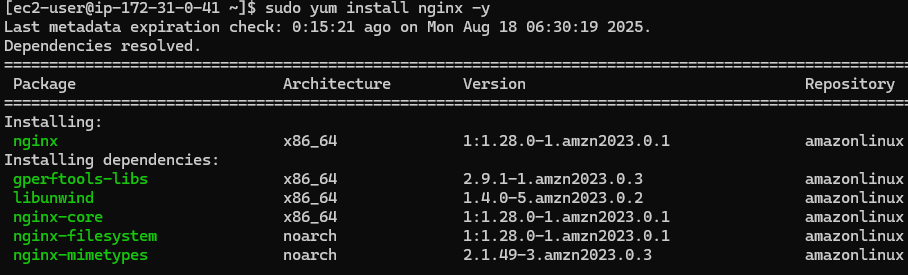 [ec2-user@ip-172-31-0-41 ~]$ sudo yum install nginx -y
Last metadata expiration check: 0:15:21 ago on Mon Aug 18 06:30:19 2025.
Dependencies resolved.
====================================================================================================
Package Architecture Version Repository
====================================================================================================
Installing:
nginx x86_64 1:1.28.0-1.amzn2023.0.1 amazonlinux
Installing dependencies:
gperftools-libs x86_64 2.9.1-1.amzn2023.0.3 amazonlinux
libunwind x86_64 1.4.0-5.amzn2023.0.2 amazonlinux
nginx-core x86_64 1:1.28.0-1.amzn2023.0.1 amazonlinux
nginx-filesystem noarch 1:1.28.0-1.amzn2023.0.1 amazonlinux
nginx-mimetypes noarch 2.1.49-3.amzn2023.0.3 amazonlinux